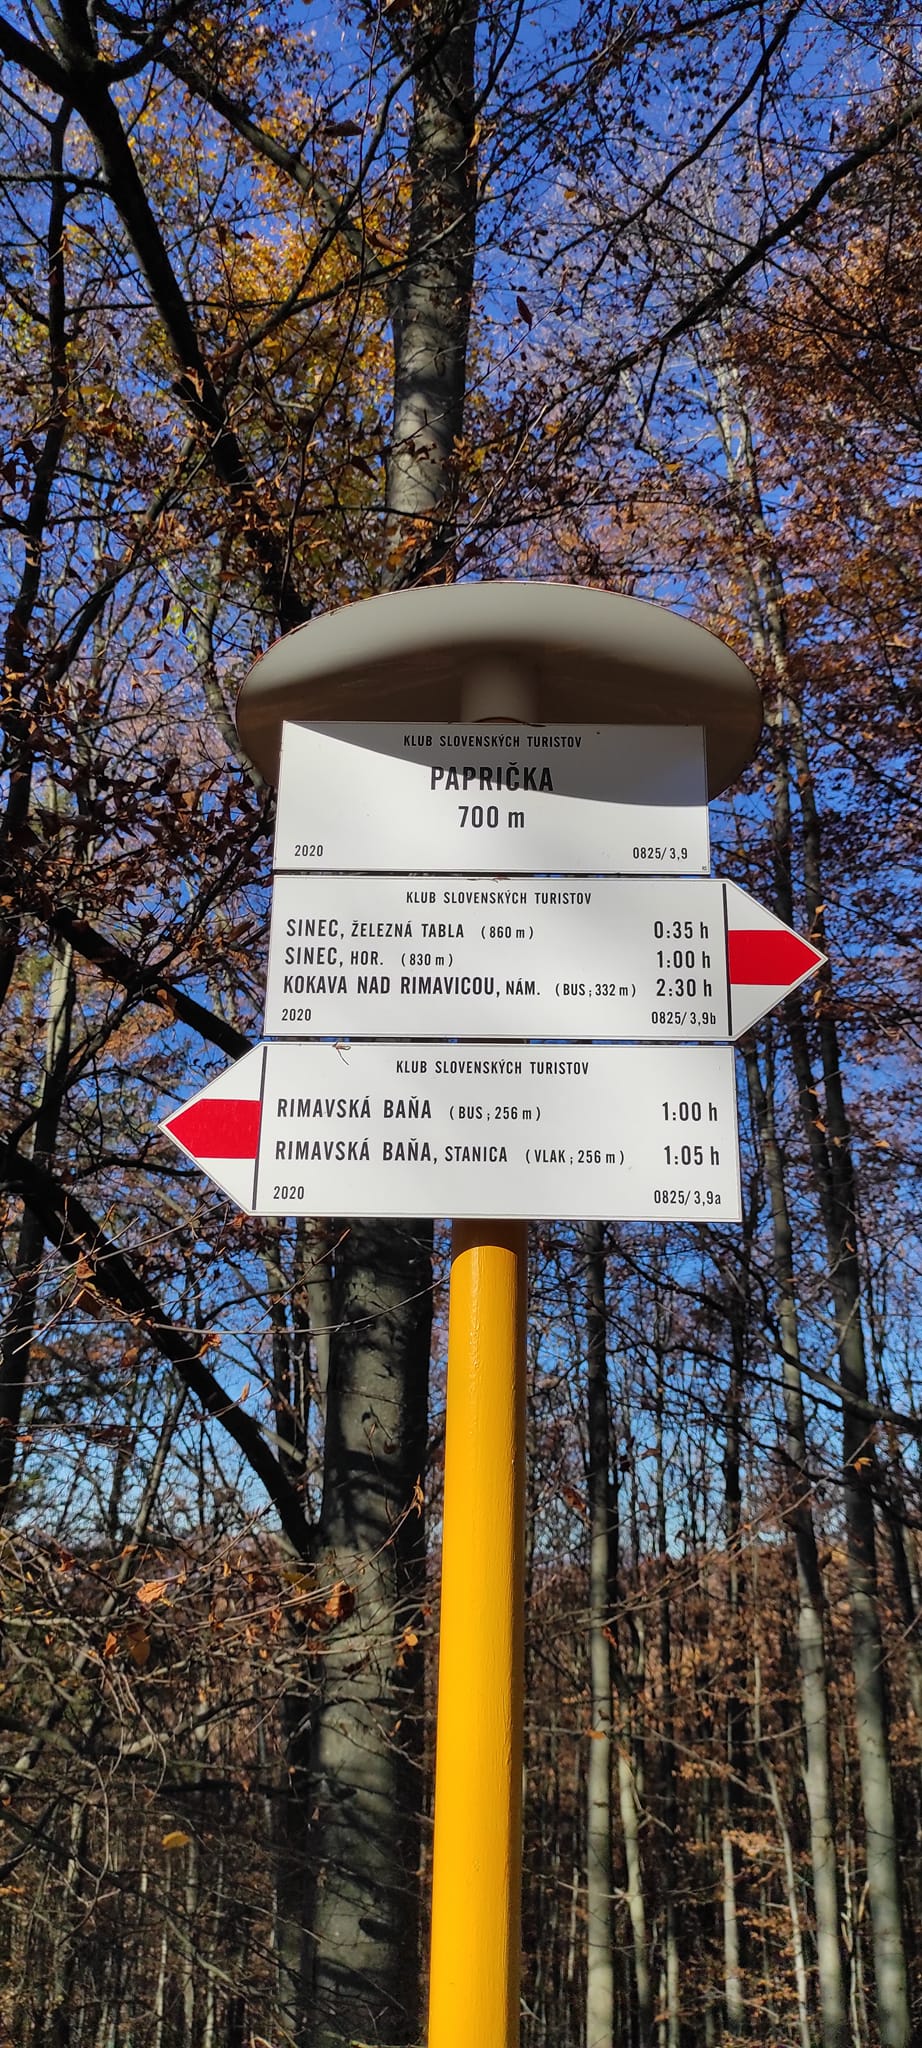 KLUB SLOVENSKÝCH TURISTOV
PAPRIČKA
700 m
2020 0825/3,9
KLUB SLOVENSKÝCH TURISTOV
SINEC, ŽELEZNÁ TABLA (860 m) 0:35 h
SINEC, HOR. (830 m) 1:00 h
KOKAVA NAD RIMAVICOU, NÁM. (BUS; 332 m) 2:30 h
2020 0825/3,9b
KLUB SLOVENSKÝCH TURISTOV
RIMAVSKÁ BAŇA (BUS; 256 m) 1:00 h
RIMAVSKÁ BAŇA, STANICA (VLAK; 256 m) 1:05 h
2020 0825/3,9a